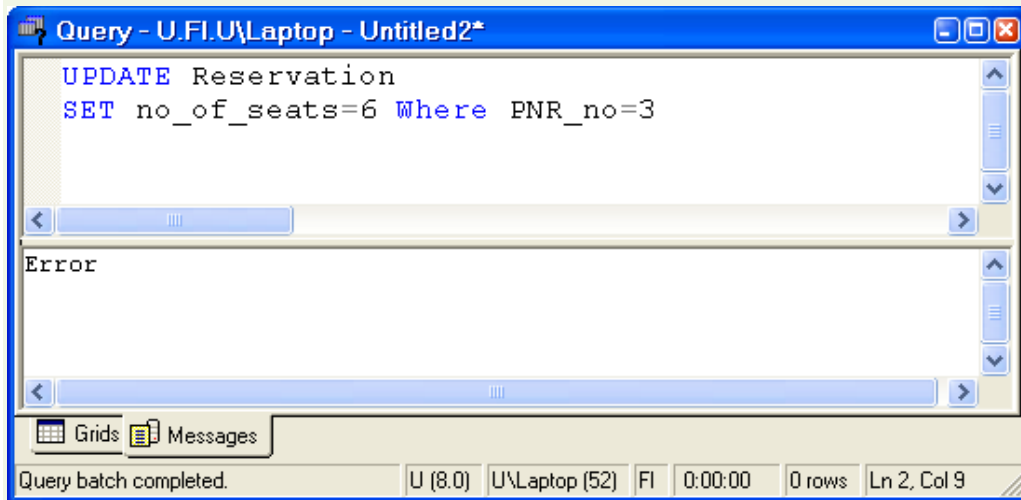 Query - U.FI.U\Laptop - Untitled2*
UPDATE Reservation
SET no_of_seats=6 Where PNR_no=3
Error
Grids Messages
Query batch completed. U (8.0) U\Laptop (52) FI 0:00:00 0 rows Ln 2, Col 9